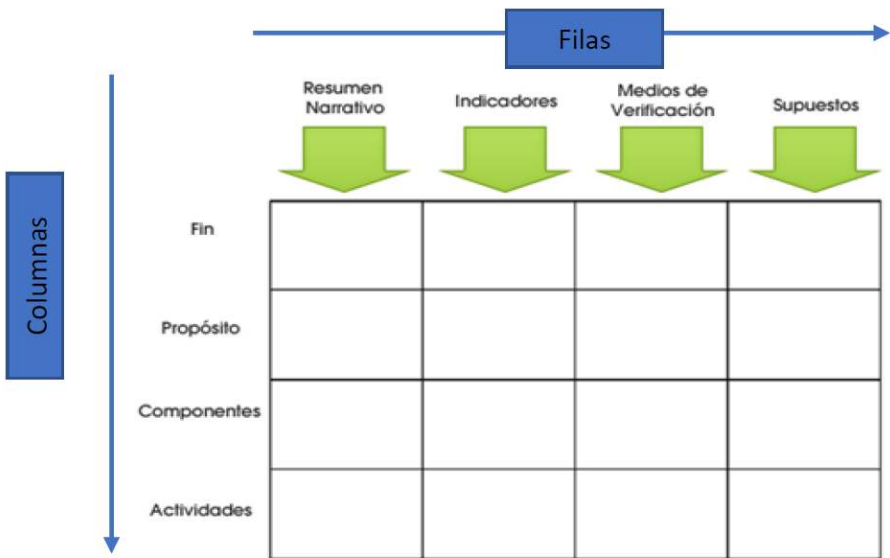 Filas
Resumen
Narrativo
Indicadores
Medios de
Verificación
Supuestos
Columnas
Fin
Propósito
Componentes
Actividades